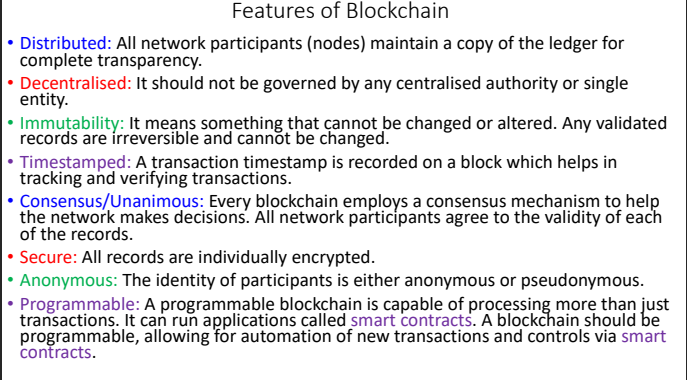 Features of Blockchain
• Distributed: All network participants (nodes) maintain a copy of the ledger for
complete transparency.
• Decentralised: It should not be governed by any centralised authority or single
entity.
• Immutability: It means something that cannot be changed or altered. Any validated
records are irreversible and cannot be changed.
• Timestamped: A transaction timestamp is recorded on a block which helps in
tracking and verifying transactions.
• Consensus/Unanimous: Every blockchain employs a consensus mechanism to help
the network makes decisions. All network participants agree to the validity of each
of the records.
• Secure: All records are individually encrypted.
• Anonymous: The identity of participants is either anonymous or pseudonymous.
• Programmable: A programmable blockchain is capable of processing more than just
transactions. It can run applications called smart contracts. A blockchain should be
programmable, allowing for automation of new transactions and controls via smart
contracts.